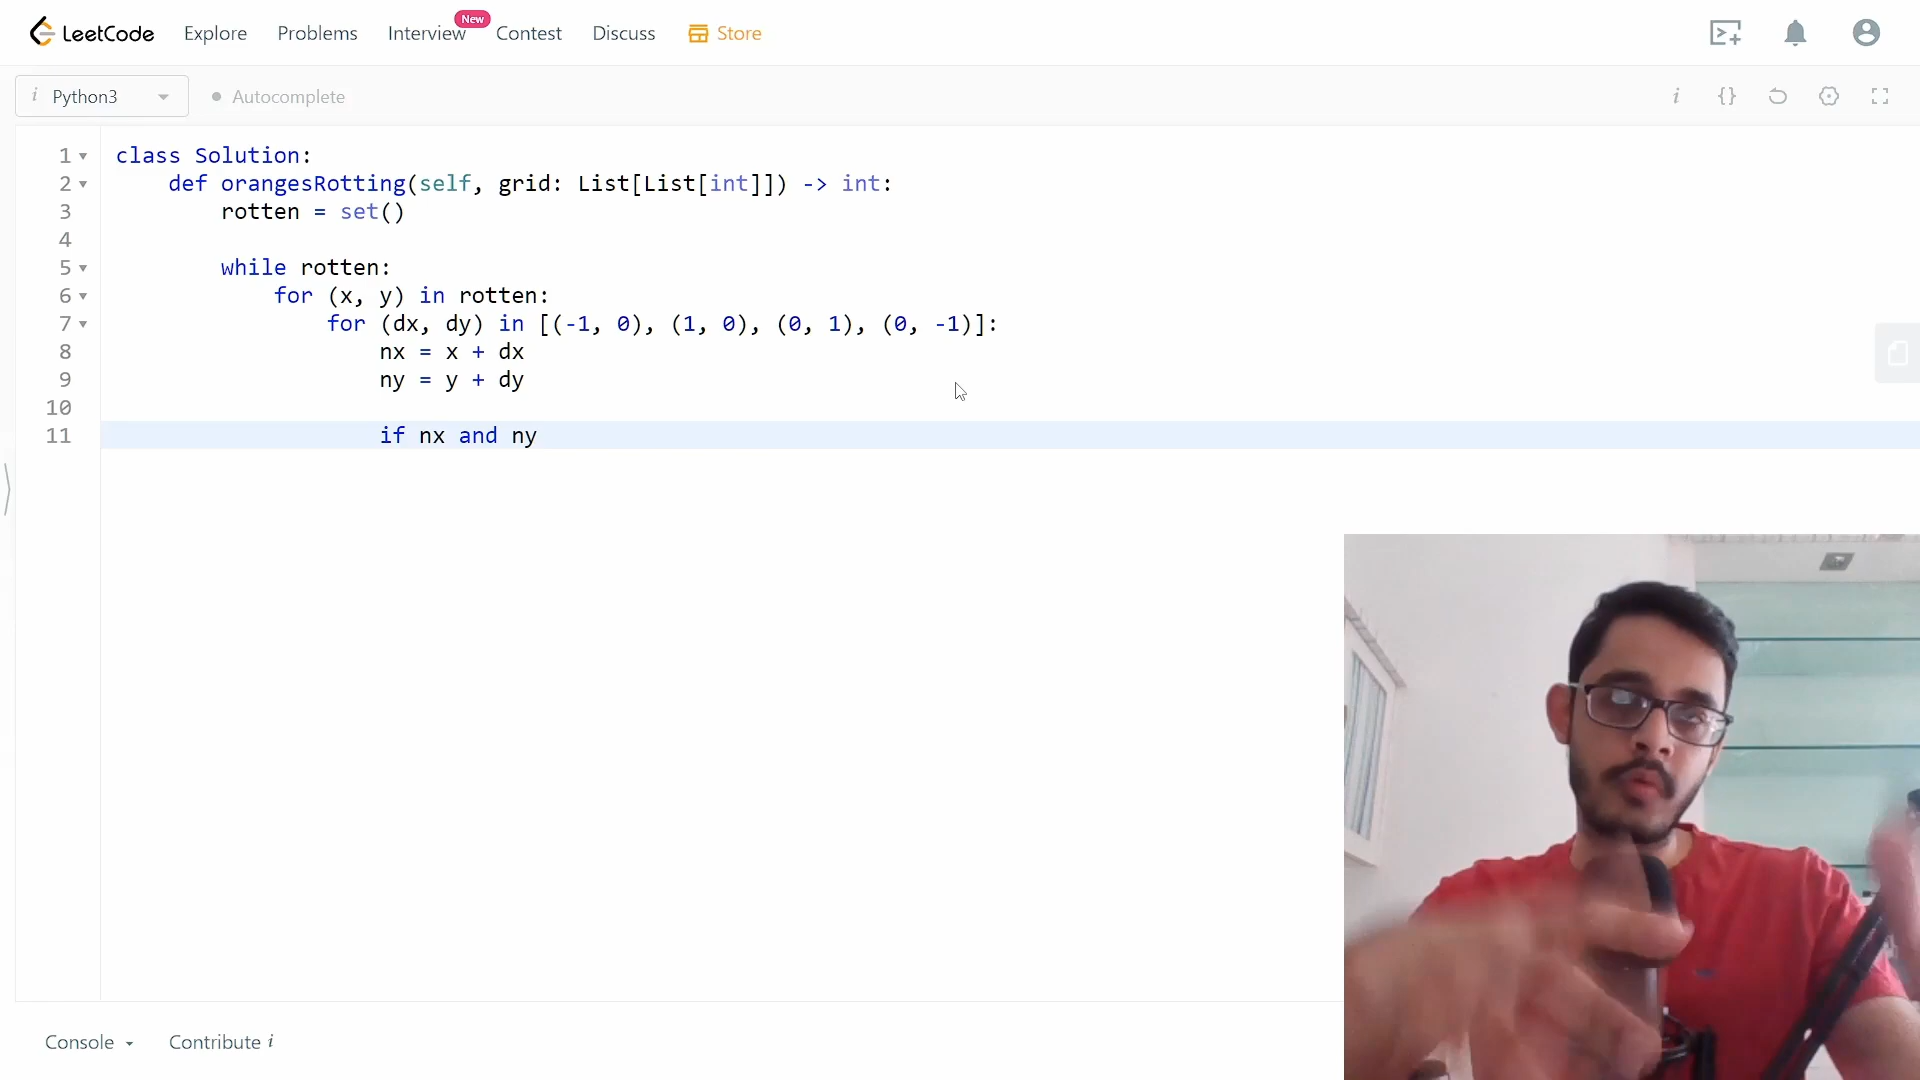 LeetCode Explore Problems Interview New Contest Discuss Store
i Python3 Autocomplete i {}
1 class Solution:
2 def orangesRotting(self, grid: List[List[int]]) -> int:
3 rotten = set()
4
5 while rotten:
6 for (x, y) in rotten:
7 for (dx, dy) in [(-1, 0), (1, 0), (0, 1), (0, -1)]:
8 nx = x + dx
9 ny = y + dy
10
11 if nx and ny
Console Contribute i